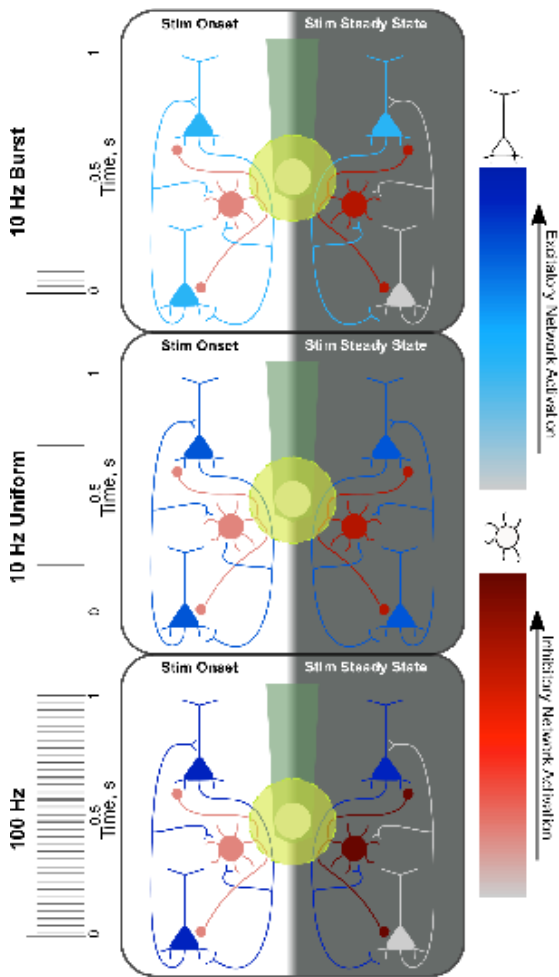 10 Hz Burst
0
0.5
1
Time, s
Stim Onset
Stim Steady State
10 Hz Uniform
0
0.5
1
Time, s
Stim Onset
Stim Steady State
100 Hz
0
0.5
1
Time, s
Stim Onset
Stim Steady State
Excitatory Network Activation
Inhibitory Network Activation